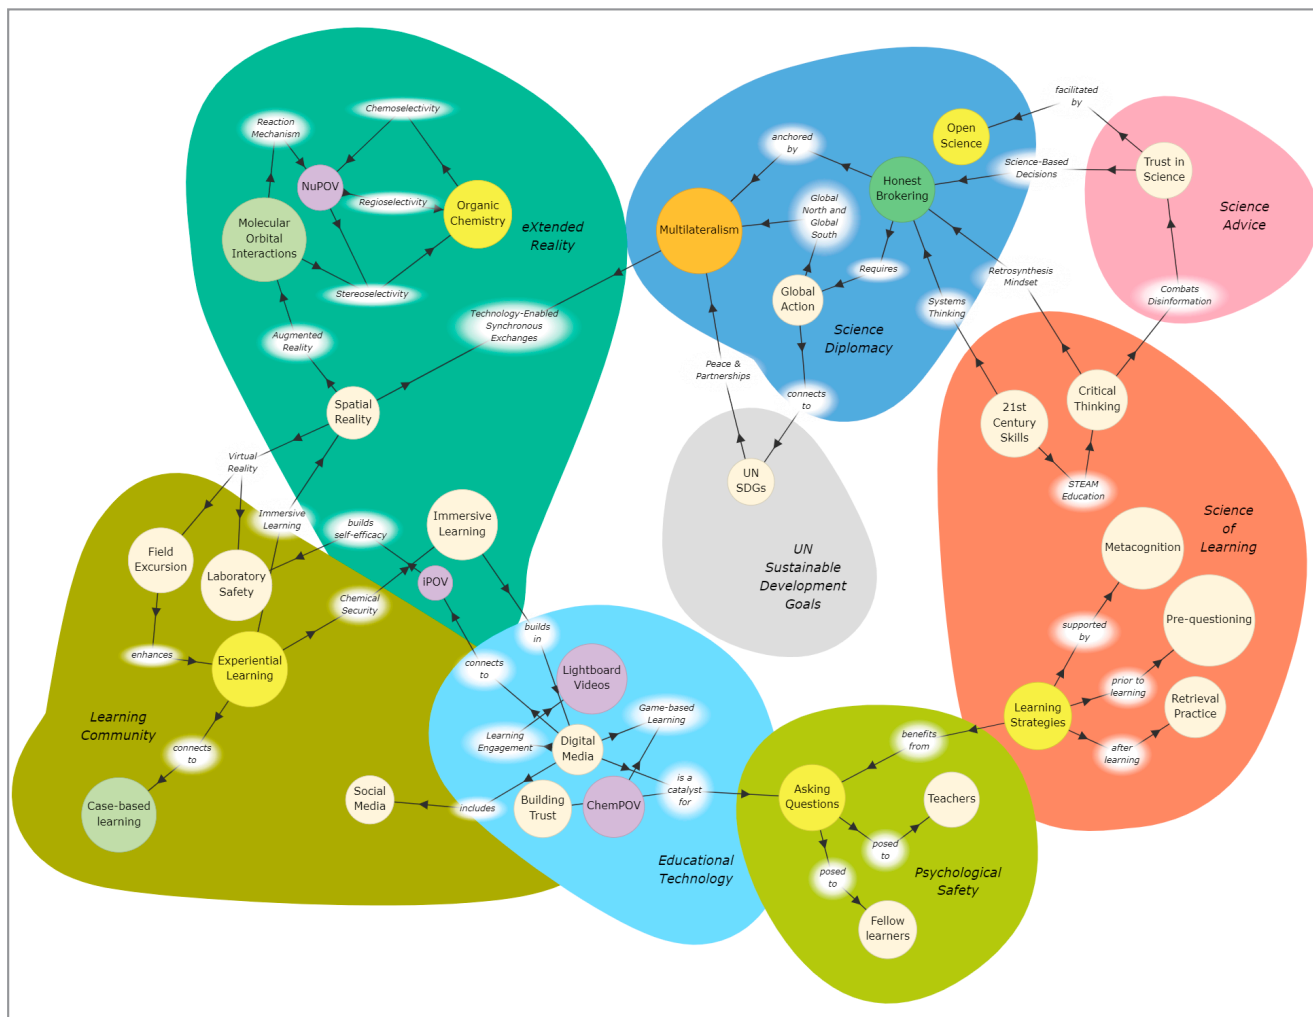 Chemoselectivity
Reaction
Mechanism
NuPOV
Regioselectivity
Organic
Chemistry
Molecular
Orbital
Interactions
eXtended
Reality
Stereoselectivity
Augmented
Reality
Technology-Enabled
Synchronous
Exchanges
Spatial
Reality
Virtual
Reality
Immersive
Learning
builds
self-efficacy
Immersive
Learning
iPOV
Field
Excursion
Laboratory
Safety
Chemical
Security
enhances
Experiential
Learning
Learning
Community
connects
to
Case-based
learning
Social
Media
includes
connects
to
builds
in
Lightboard
Videos
Game-based
Learning
Learning
Engagement
Digital
Media
Building
Trust
ChemPOV
is a
catalyst
for
Educational
Technology
anchored
by
Open
Science
facilitated
by
Honest
Brokering
Science-Based
Decisions
Trust in
Science
Science
Advice
Multilateralism
Global
North and
Global
South
Requires
Global
Action
Retrosynthesis
Mindset
Systems
Thinking
Combats
Disinformation
Science
Diplomacy
Peace &
Partnerships
connects
to
UN
SDGs
UN
Sustainable
Development
Goals
21st
Century
Skills
Critical
Thinking
STEAM
Education
Science
of
Learning
Metacognition
Pre-questioning
supported
by
prior to
learning
Learning
Strategies
Retrieval
Practice
after
learning
benefits
from
Asking
Questions
Teachers
posed
to
posed
to
Psychological
Safety
Fellow
learners